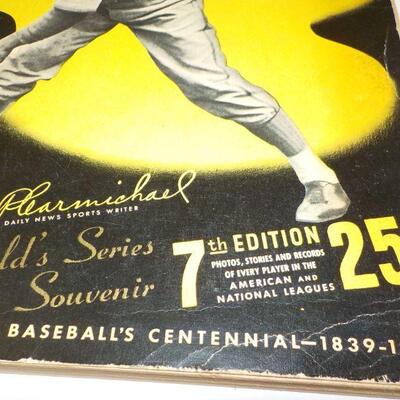 PCarmichael
DAILY NEWS SPORTS WRITER
ld's Series
Souvenir
7th EDITION
PHOTOS, STORIES AND RECORDS
OF EVERY PLAYER IN THE
AMERICAN AND
NATIONAL LEAGUES
25
BASEBALL'S CENTENNIAL—1839-1